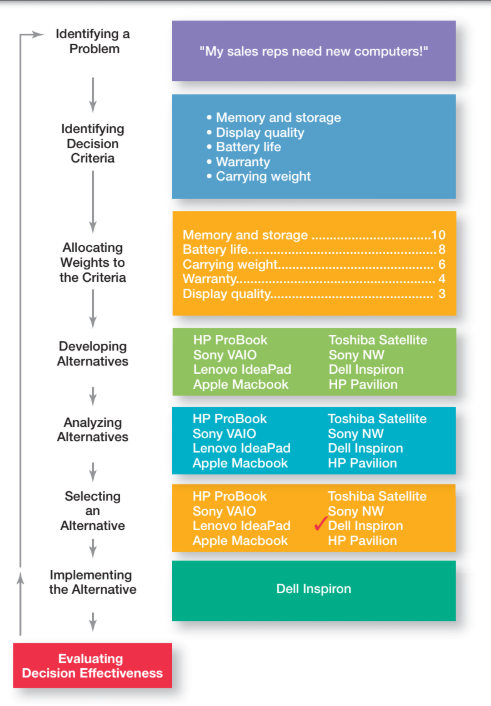 Identifying a
Problem
"My sales reps need new computers!"
Identifying
Decision
Criteria
• Memory and storage
• Display quality
• Battery life
• Warranty
• Carrying weight
Allocating
Weights to
the Criteria
Memory and storage ................................10
Battery life.................................................. 8
Carrying weight.......................................... 6
Warranty..................................................... 4
Display quality............................................ 3
Developing
Alternatives
HP ProBook Toshiba Satellite
Sony VAIO Sony NW
Lenovo IdeaPad Dell Inspiron
Apple Macbook HP Pavilion
Analyzing
Alternatives
HP ProBook Toshiba Satellite
Sony VAIO Sony NW
Lenovo IdeaPad Dell Inspiron
Apple Macbook HP Pavilion
Selecting
an
Alternative
HP ProBook Toshiba Satellite
Sony VAIO Sony NW
Lenovo IdeaPad ✓ Dell Inspiron
Apple Macbook HP Pavilion
Implementing
the Alternative
Dell Inspiron
Evaluating
Decision Effectiveness